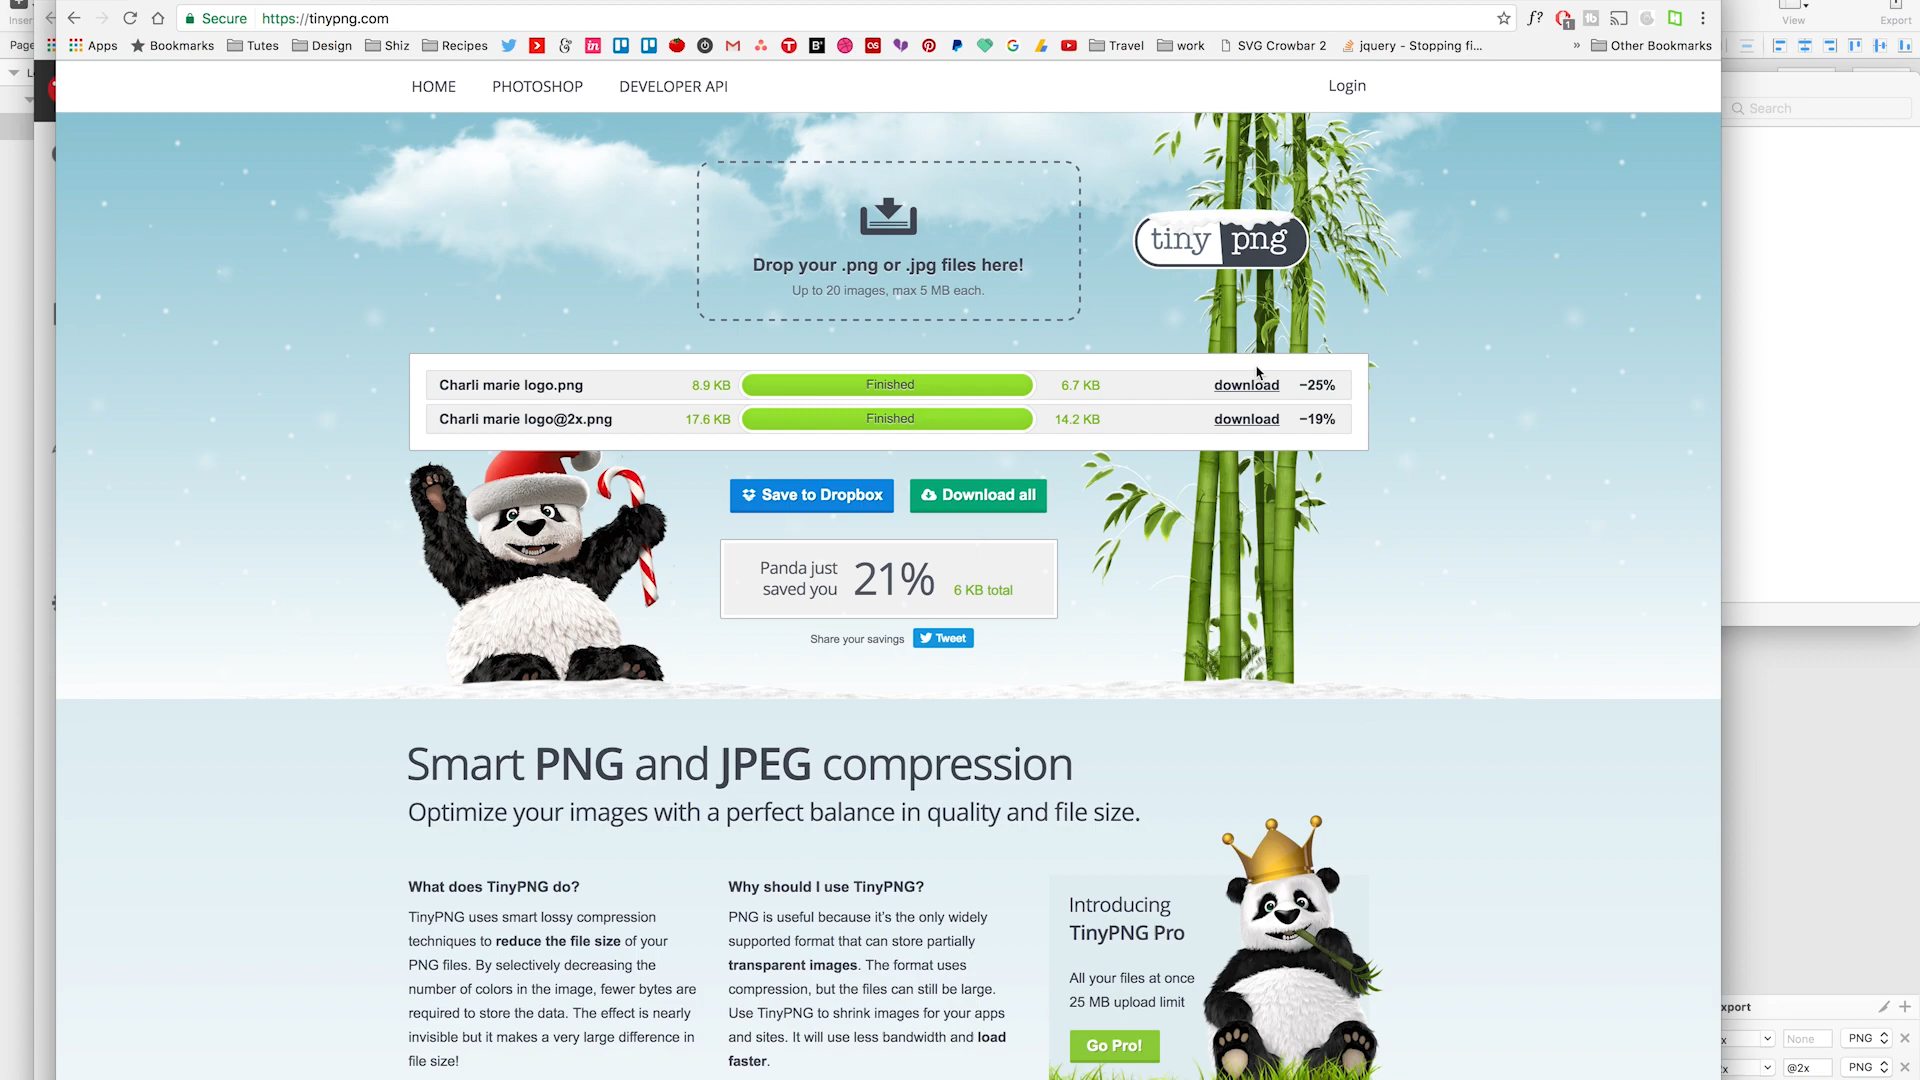 Secure https://tinypng.com
Apps Bookmarks Tutes Design Shiz Recipes Travel work SVG Crowbar 2 jquery - Stopping fi... » Other Bookmarks
View
Export
Search
HOME PHOTOSHOP DEVELOPER API Login
Drop your .png or .jpg files here!
Up to 20 images, max 5 MB each.
tiny png
Charli marie logo.png 8.9 KB Finished 6.7 KB download −25%
Charli marie logo@2x.png 17.6 KB Finished 14.2 KB download −19%
Save to Dropbox Download all
Panda just
saved you 21% 6 KB total
Share your savings Tweet
Smart PNG and JPEG compression
Optimize your images with a perfect balance in quality and file size.
What does TinyPNG do?
TinyPNG uses smart lossy compression
techniques to reduce the file size of your
PNG files. By selectively decreasing the
number of colors in the image, fewer bytes are
required to store the data. The effect is nearly
invisible but it makes a very large difference in
file size!
Why should I use TinyPNG?
PNG is useful because it's the only widely
supported format that can store partially
transparent images. The format uses
compression, but the files can still be large.
Use TinyPNG to shrink images for your apps
and sites. It will use less bandwidth and load
faster.
Introducing
TinyPNG Pro
All your files at once
25 MB upload limit
Go Pro!
xport
x None PNG
x @2x PNG